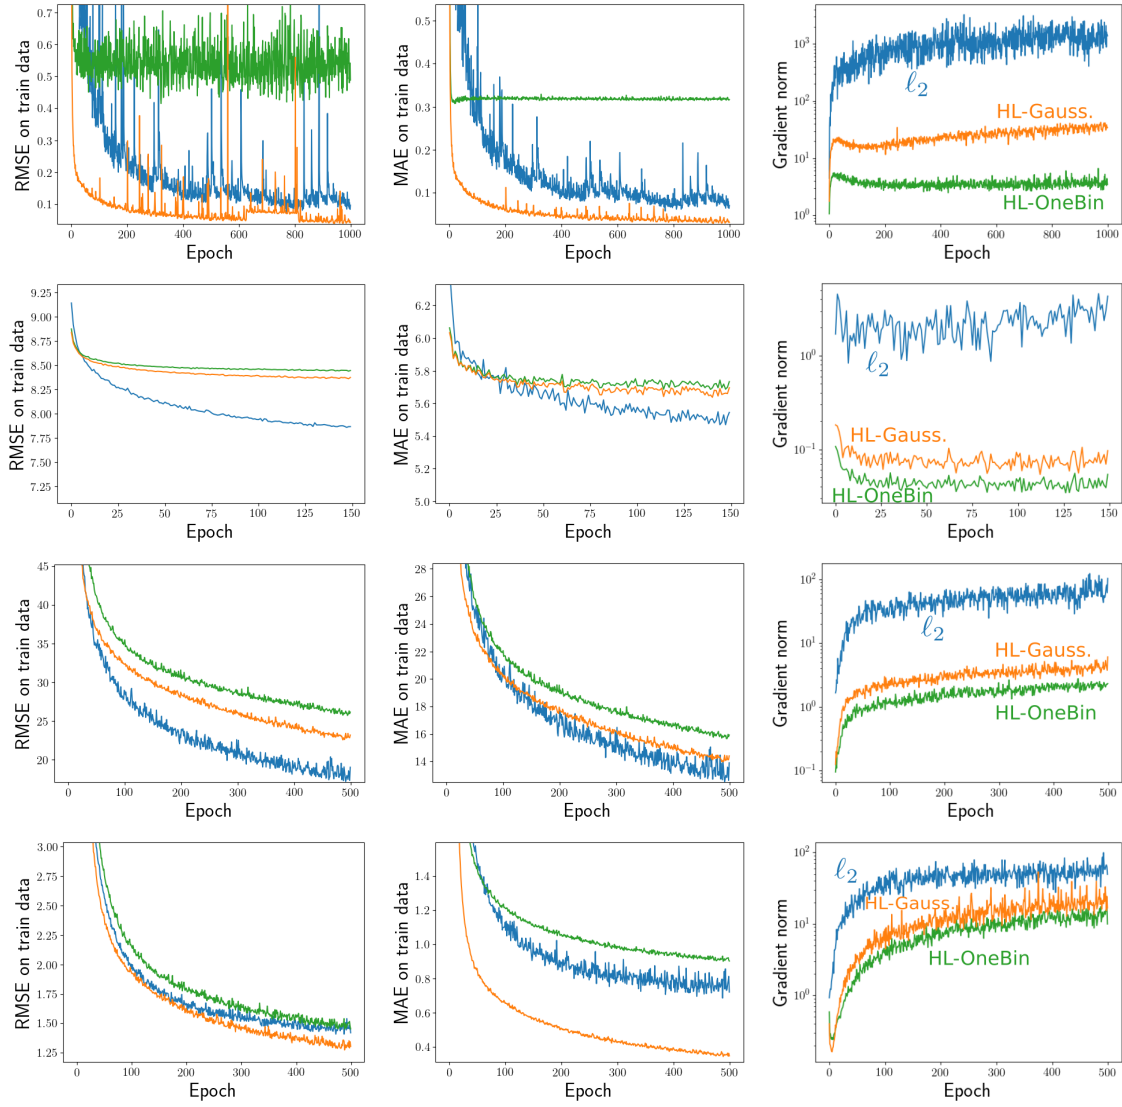 RMSE on train data
0.7
0.6
0.5
0.4
0.3
0.2
0.1
0 200 400 600 800 1000
Epoch
MAE on train data
0.5
0.4
0.3
0.2
0.1
0 200 400 600 800 1000
Epoch
Gradient norm
10³
10²
10¹
10⁰
ℓ₂
HL-Gauss.
HL-OneBin
0 200 400 600 800 1000
Epoch
RMSE on train data
9.25
9.00
8.75
8.50
8.25
8.00
7.75
7.50
7.25
0 25 50 75 100 125 150
Epoch
MAE on train data
6.2
6.0
5.8
5.6
5.4
5.2
5.0
0 25 50 75 100 125 150
Epoch
Gradient norm
10⁰
10⁻¹
ℓ₂
HL-Gauss.
HL-OneBin
0 25 50 75 100 125 150
Epoch
RMSE on train data
45
40
35
30
25
20
0 100 200 300 400 500
Epoch
MAE on train data
28
26
24
22
20
18
16
14
0 100 200 300 400 500
Epoch
Gradient norm
10²
10¹
10⁰
10⁻¹
ℓ₂
HL-Gauss.
HL-OneBin
0 100 200 300 400 500
Epoch
RMSE on train data
3.00
2.75
2.50
2.25
2.00
1.75
1.50
1.25
0 100 200 300 400 500
Epoch
MAE on train data
1.4
1.2
1.0
0.8
0.6
0.4
0 100 200 300 400 500
Epoch
Gradient norm
10²
10¹
10⁰
ℓ₂
HL-Gauss.
HL-OneBin
0 100 200 300 400 500
Epoch